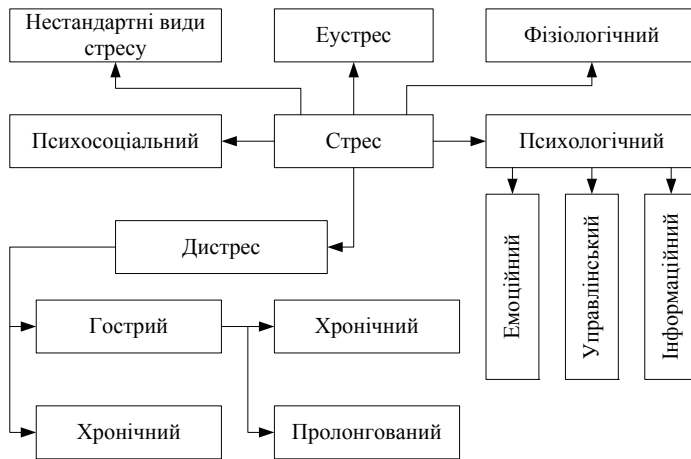 Нестандартні види
стресу
Еустрес
Фізіологічний
Психосоціальний
Стрес
Психологічний
Емоційний
Управлінський
Інформаційний
Дистрес
Гострий
Хронічний
Хронічний
Пролонгований